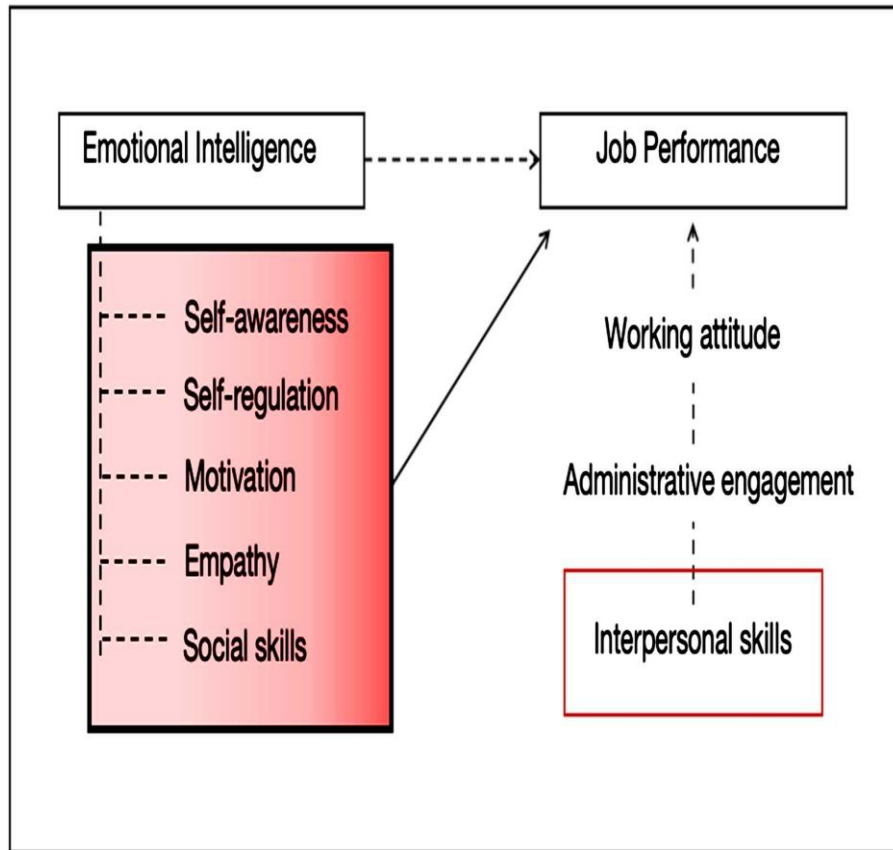 Emotional Intelligence
Job Performance
Self-awareness
Self-regulation
Motivation
Empathy
Social skills
Working attitude
Administrative engagement
Interpersonal skills